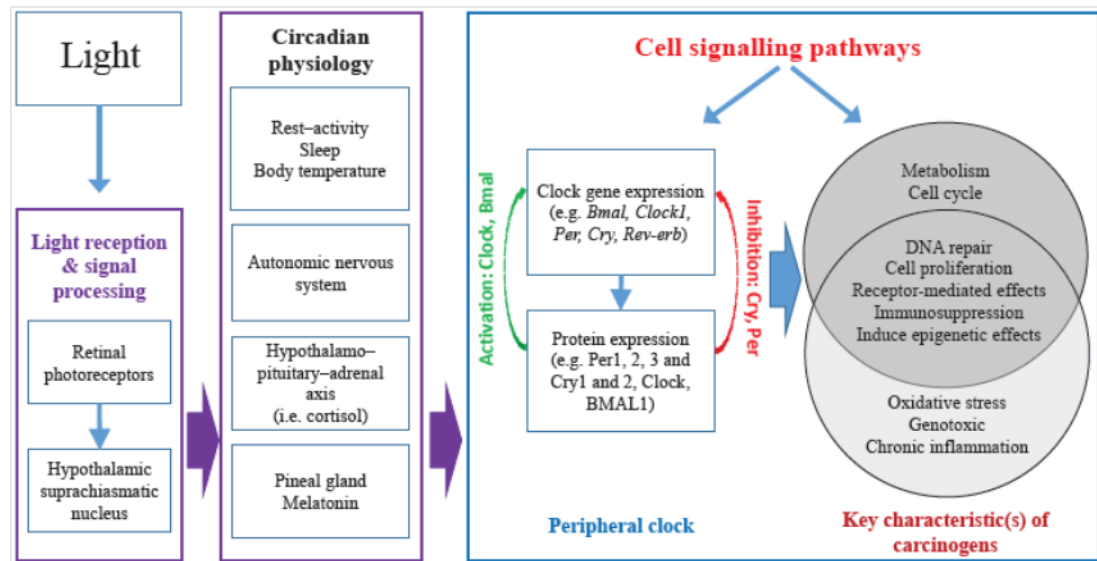 Light
Light reception
& signal
processing
Retinal
photoreceptors
Hypothalamic
suprachiasmatic
nucleus
Circadian
physiology
Rest–activity
Sleep
Body temperature
Autonomic nervous
system
Hypothalamo–
pituitary–adrenal
axis
(i.e. cortisol)
Pineal gland
Melatonin
Cell signalling pathways
Activation: Clock, Bmal
Clock gene expression
(e.g. Bmal, Clock1,
Per, Cry, Rev-erb)
Protein expression
(e.g. Per1, 2, 3 and
Cry1 and 2, Clock,
BMAL1)
Inhibition: Cry, Per
Peripheral clock
Metabolism
Cell cycle
DNA repair
Cell proliferation
Receptor-mediated effects
Immunosuppression
Induce epigenetic effects
Oxidative stress
Genotoxic
Chronic inflammation
Key characteristic(s) of
carcinogens